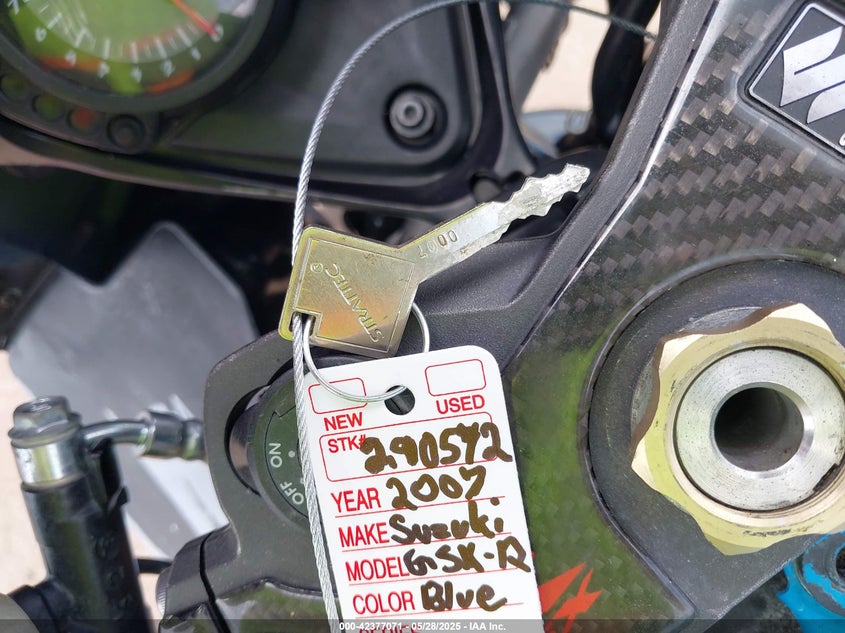 7000
STRATTEC®
NEW USED
STK# 290572
YEAR 2007
MAKE Suzuki
MODEL GSX-R
COLOR Blue
ON
OFF
000-42377071 - 05/28/2025 - IAA Inc.